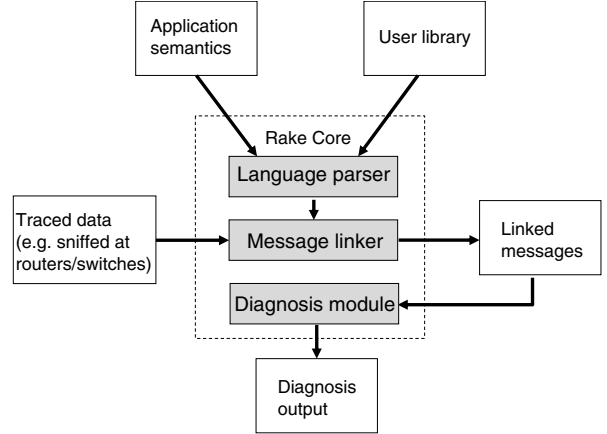 Application
semantics
User library
Rake Core
Language parser
Traced data
(e.g. sniffed at
routers/switches)
Message linker
Linked
messages
Diagnosis module
Diagnosis
output